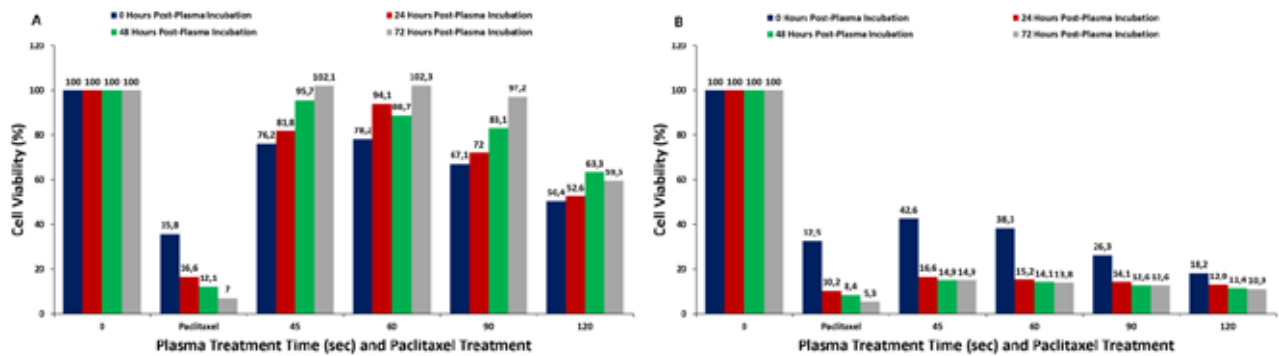 A
0 Hours Post-Plasma Incubation
24 Hours Post-Plasma Incubation
48 Hours Post-Plasma Incubation
72 Hours Post-Plasma Incubation
Cell Viability (%)
120
100
80
60
40
20
0
100 100 100 100
35,8
16,6
12,1
7
76,2
81,8
95,7
102,1
78,2
94,1
88,7
102,3
67,1
72
83,1
97,2
50,4
52,6
63,3
0 Paclitaxel 45 60 90 120
Plasma Treatment Time (sec) and Paclitaxel Treatment
B
0 Hours Post-Plasma Incubation
24 Hours Post-Plasma Incubation
48 Hours Post-Plasma Incubation
72 Hours Post-Plasma Incubation
Cell Viability (%)
120
100
80
60
40
20
0
100 100 100 100
32,5
10,2
8,4
5,3
42,6
16,6
14,9
14,9
15,2
14,1
13,8
26,3
14,1
12,6
12,6
18,2
12,9
11,4
10,9
0 Paclitaxel 45 60 90 120
Plasma Treatment Time (sec) and Paclitaxel Treatment